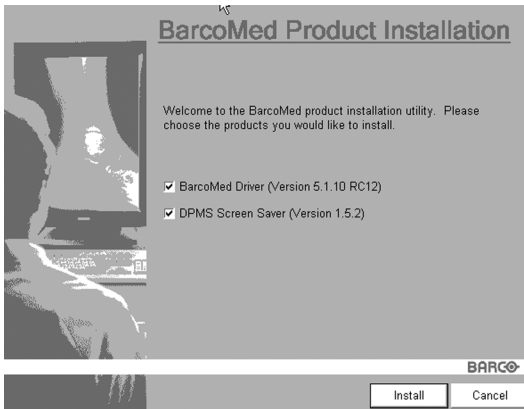 BarcoMed Product Installation
Welcome to the BarcoMed product installation utility. Please
choose the products you would like to install.
BarcoMed Driver (Version 5.1.10 RC12)
DPMS Screen Saver (Version 1.5.2)
BARCO
Install Cancel